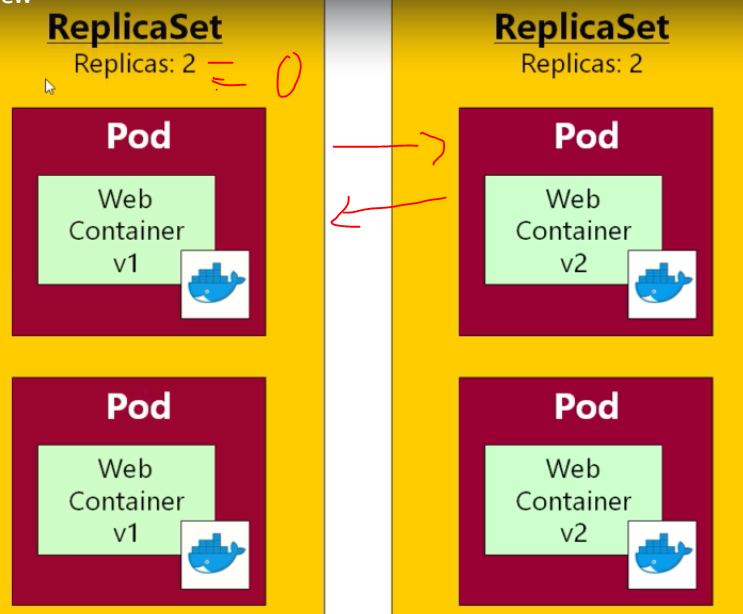 ReplicaSet
Replicas: 2 = 0
Pod
Web
Container
v1
Pod
Web
Container
v1
ReplicaSet
Replicas: 2
Pod
Web
Container
v2
Pod
Web
Container
v2